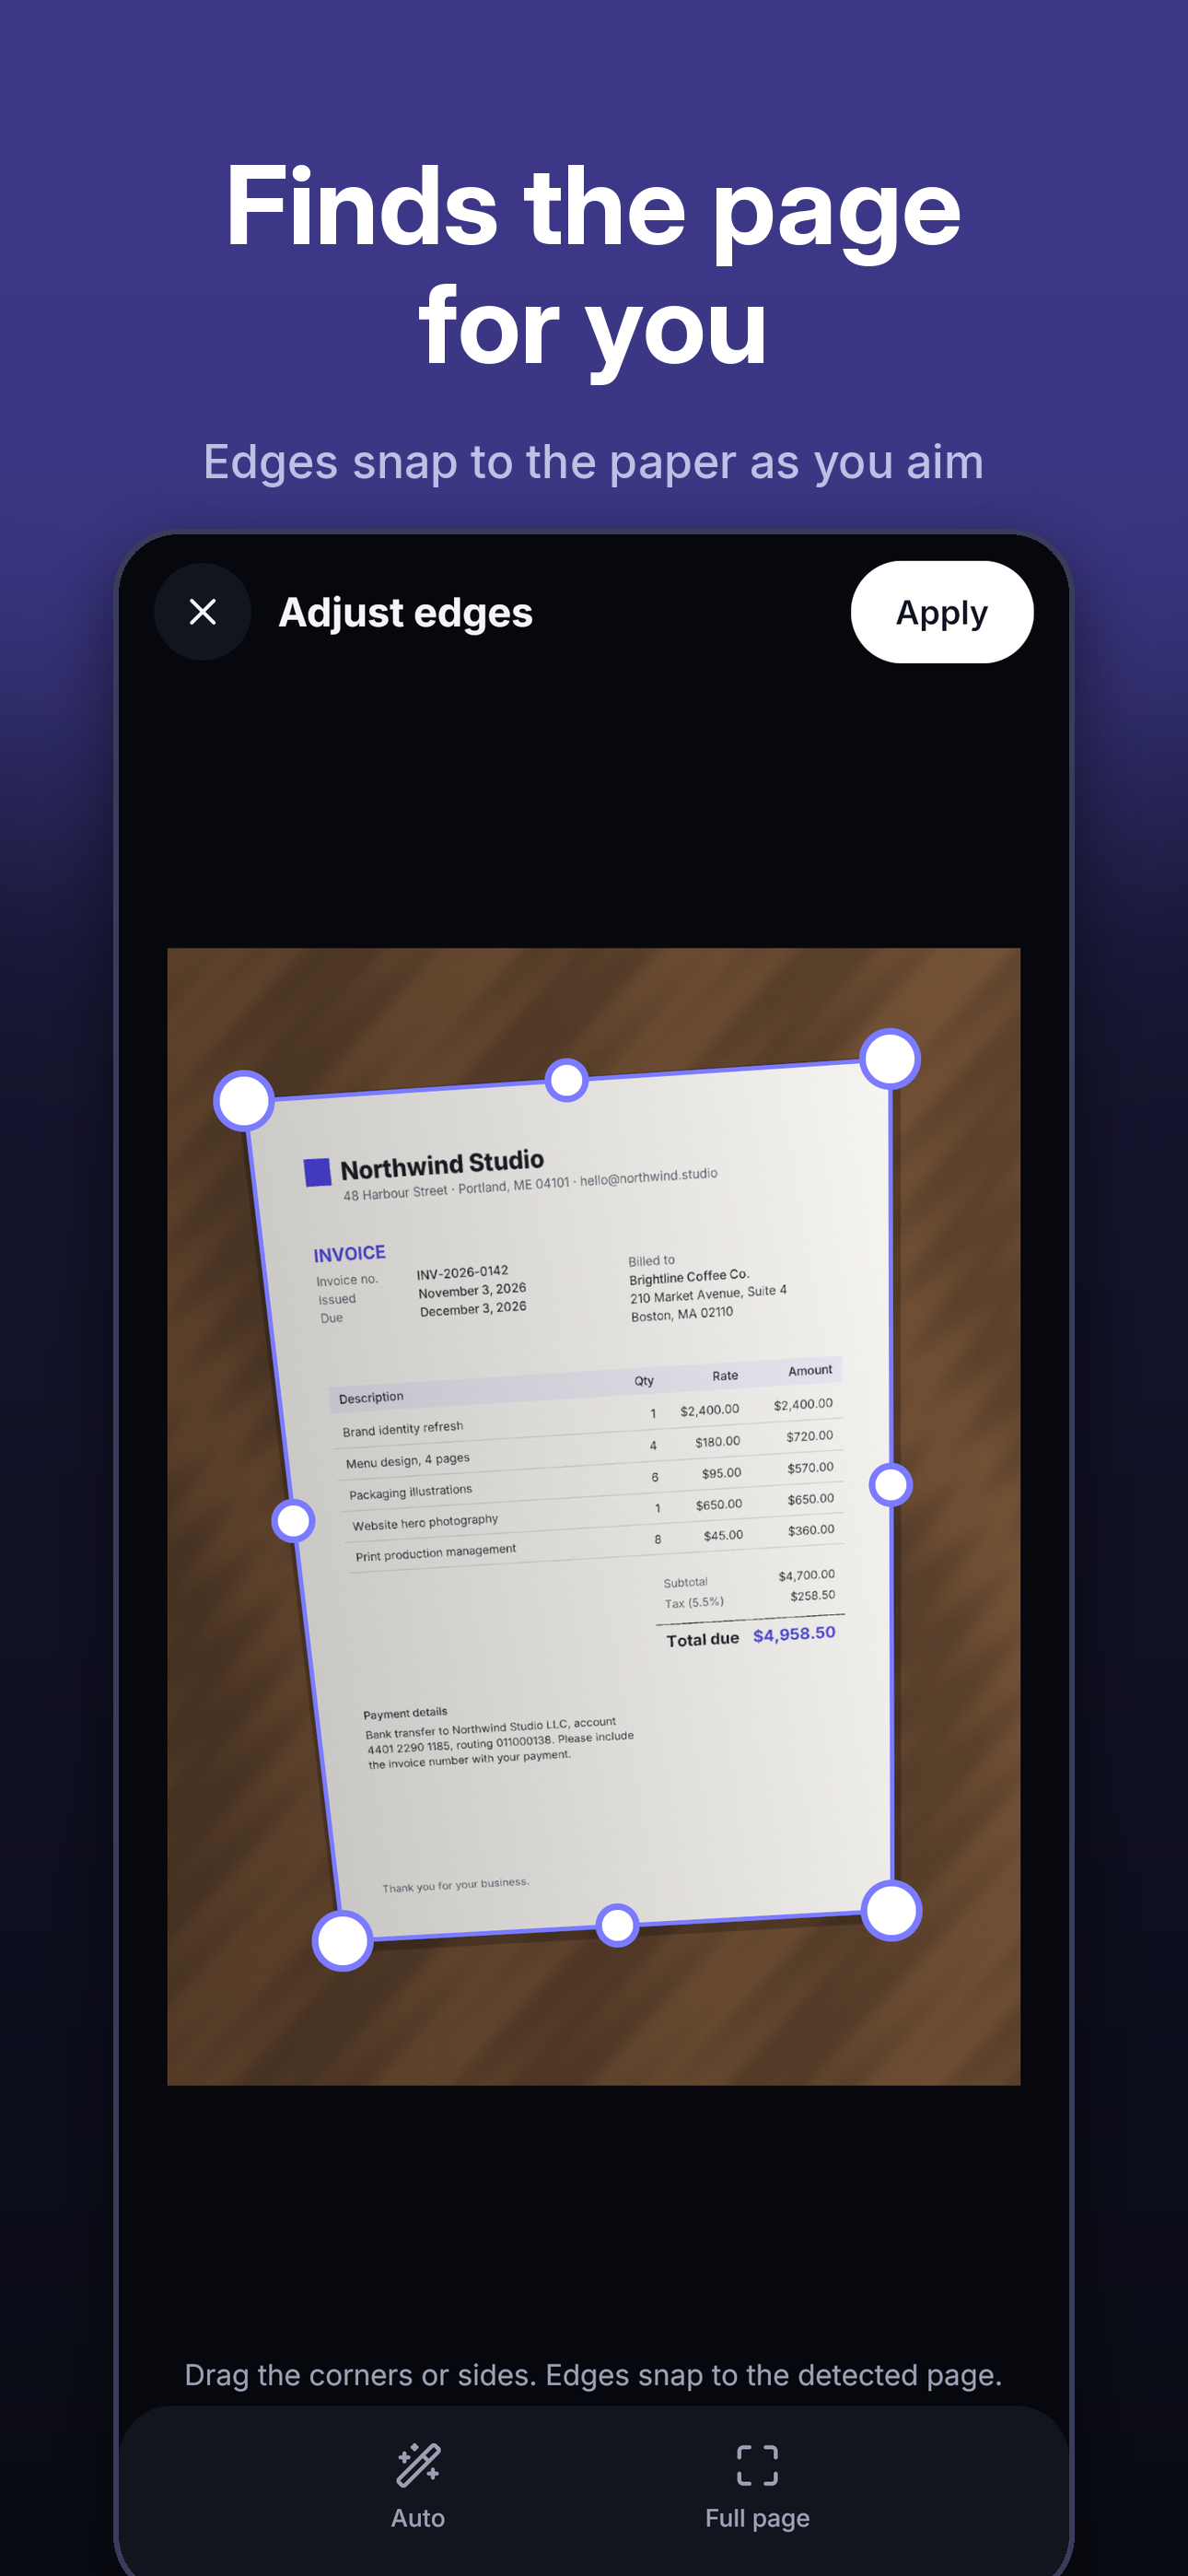 Finds the page
for you
Edges snap to the paper as you aim
Adjust edges
Apply
Northwind Studio
48 Harbour Street · Portland, ME 04101 · hello@northwind.studio
INVOICE
Invoice no. INV-2026-0142
Issued November 3, 2026
Due December 3, 2026
Billed to
Brightline Coffee Co.
210 Market Avenue, Suite 4
Boston, MA 02110
Description Qty Rate Amount
Brand identity refresh 1 $2,400.00 $2,400.00
Menu design, 4 pages 4 $180.00 $720.00
Packaging illustrations 6 $95.00 $570.00
Website hero photography 1 $650.00 $650.00
Print production management 8 $45.00 $360.00
Subtotal $4,700.00
Tax (5.5%) $258.50
Total due $4,958.50
Payment details
Bank transfer to Northwind Studio LLC, account
4401 2290 1185, routing 011000138. Please include
the invoice number with your payment.
Thank you for your business.
Drag the corners or sides. Edges snap to the detected page.
Auto
Full page